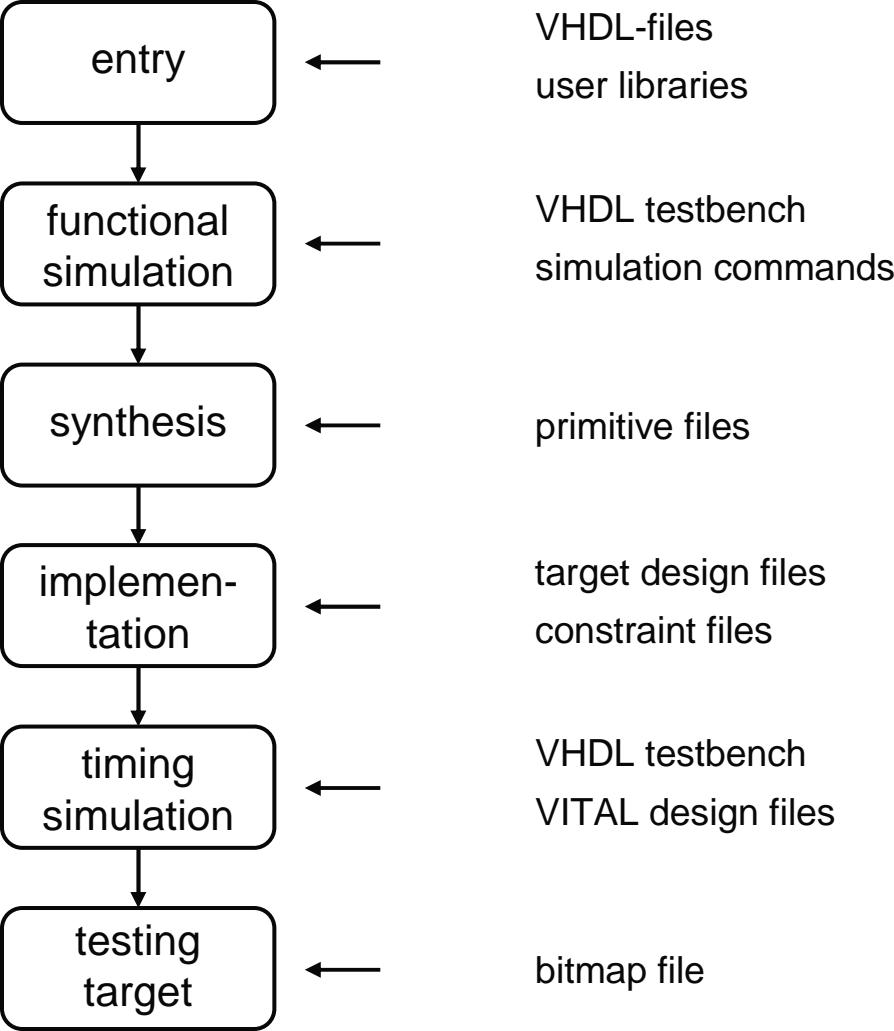 entry
VHDL-files
user libraries
functional
simulation
VHDL testbench
simulation commands
synthesis
primitive files
implemen-
tation
target design files
constraint files
timing
simulation
VHDL testbench
VITAL design files
testing
target
bitmap file